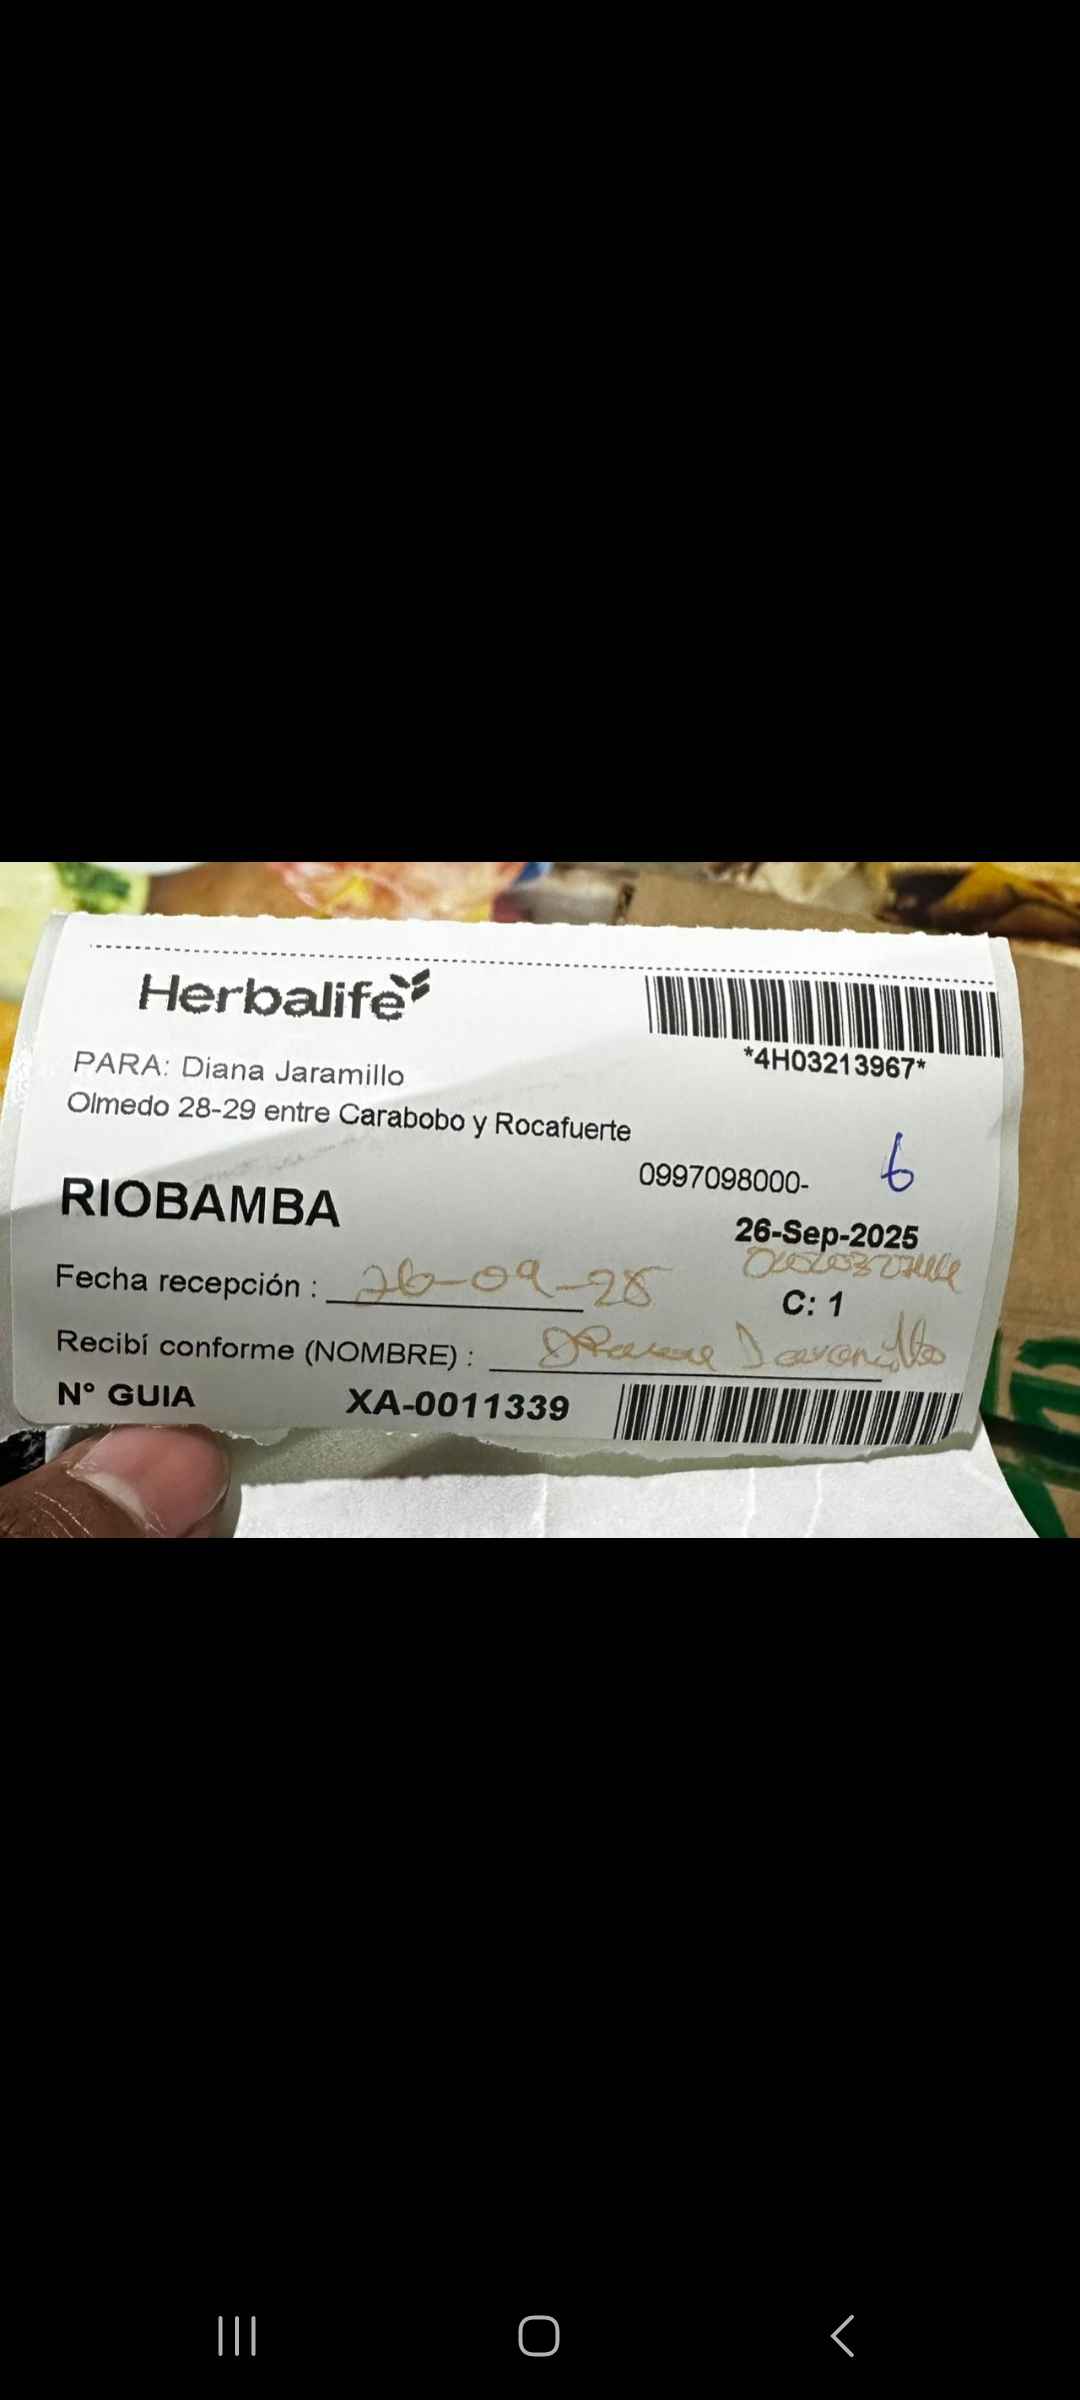 Herbalife
*4H03213967*
PARA: Diana Jaramillo
Olmedo 28-29 entre Carabobo y Rocafuerte
0997098000-
6
RIOBAMBA
26-Sep-2025
Fecha recepción : 26-09-25
C: 1
Recibí conforme (NOMBRE) : Jaramillo
N° GUIA XA-0011339